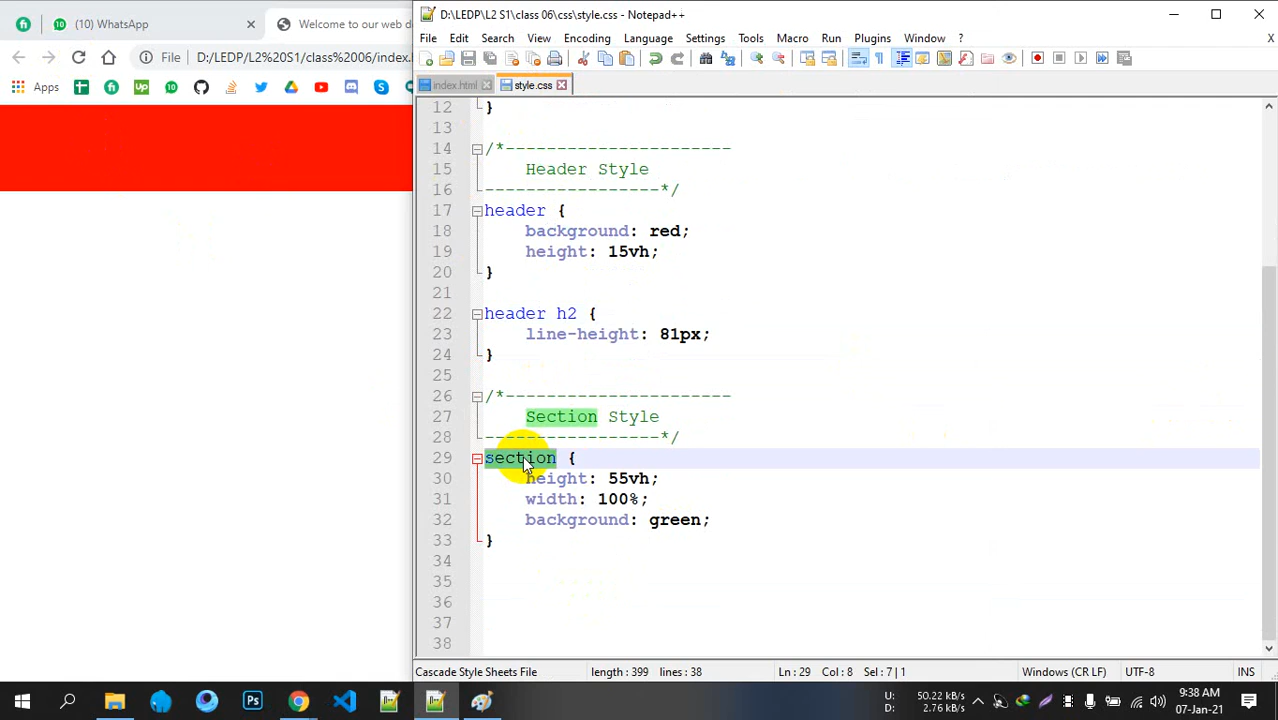 (10) WhatsApp
Welcome to our web d
File D:/LEDP/L2%20S1/class%2006/index.h
Apps
D:\LEDP\L2 S1\class 06\css\style.css - Notepad++
File Edit Search View Encoding Language Settings Tools Macro Run Plugins Window ? X
index.html style.css
12 }
13
14 /*----------------------
15 Header Style
16 -----------------*/
17 header {
18 background: red;
19 height: 15vh;
20 }
21
22 header h2 {
23 line-height: 81px;
24 }
25
26 /*----------------------
27 Section Style
28 -----------------*/
29 section {
30 height: 55vh;
31 width: 100%;
32 background: green;
33 }
34
35
36
37
38
Cascade Style Sheets File length : 399 lines : 38 Ln : 29 Col : 8 Sel : 7 | 1 Windows (CR LF) UTF-8 INS
Ps
U: 50.22 kB/s
D: 2.76 kB/s
9:38 AM
07-Jan-21